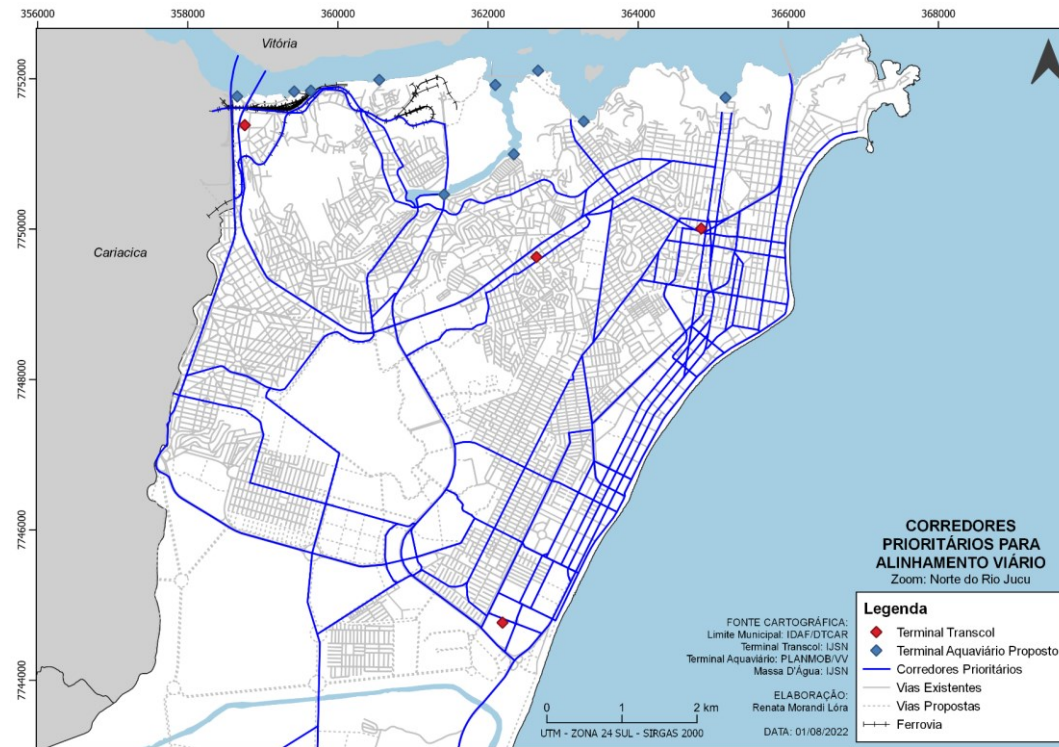 356000
358000
360000
362000
364000
366000
368000
Vitória
7752000
7750000
Cariacica
7748000
7746000
7744000
CORREDORES
PRIORITÁRIOS PARA
ALINHAMENTO VIÁRIO
Zoom: Norte do Rio Jucu
FONTE CARTOGRÁFICA:
Limite Municipal: IDAF/DTCAR
Terminal Transcol: IJSN
Terminal Aquaviário: PLANMOB/VV
Massa D'Água: IJSN
ELABORAÇÃO:
Renata Morandi Lóra
DATA: 01/08/2022
0 1 2 km
UTM - ZONA 24 SUL - SIRGAS 2000
Legenda
Terminal Transcol
Terminal Aquaviário Proposto
Corredores Prioritários
Vias Existentes
Vias Propostas
Ferrovia